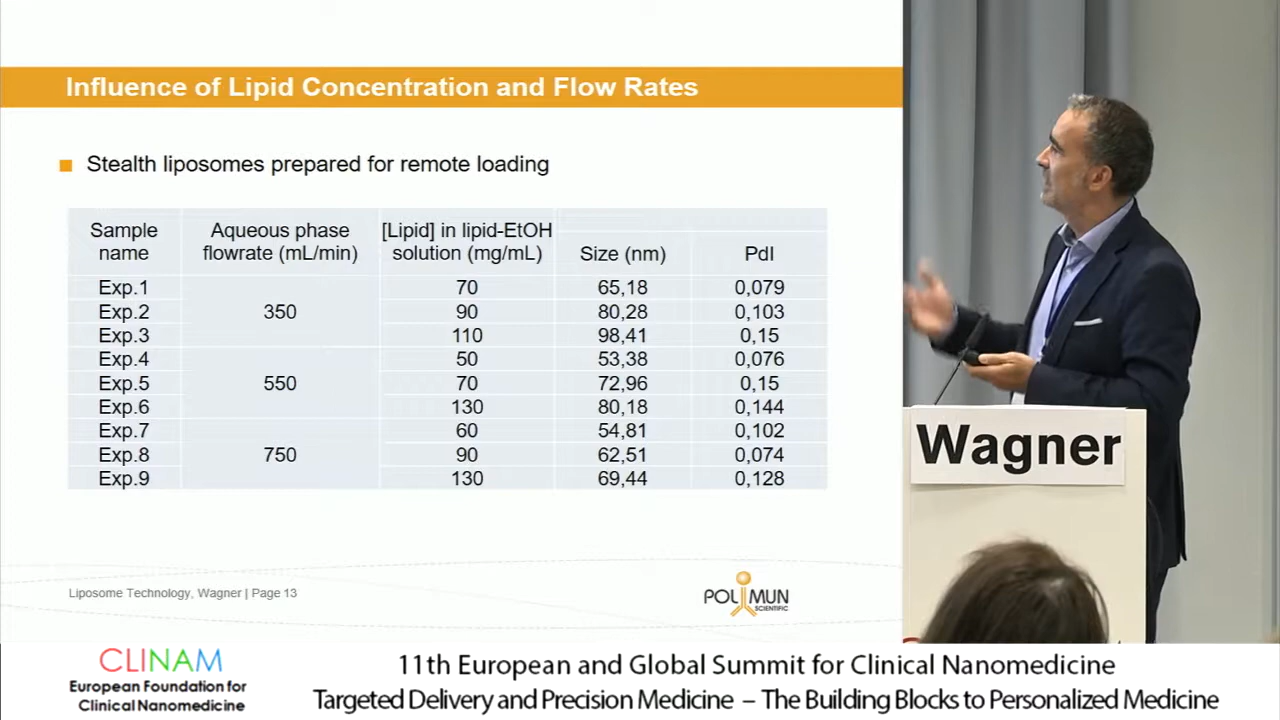 Influence of Lipid Concentration and Flow Rates
Stealth liposomes prepared for remote loading
Sample name
Aqueous phase flowrate (mL/min)
[Lipid] in lipid-EtOH solution (mg/mL)
Size (nm)
PdI
Exp.1 350 70 65,18 0,079
Exp.2 90 80,28 0,103
Exp.3 110 98,41 0,15
Exp.4 50 53,38 0,076
Exp.5 550 70 72,96 0,15
Exp.6 130 80,18 0,144
Exp.7 60 54,81 0,102
Exp.8 750 90 62,51 0,074
Exp.9 130 69,44 0,128
Liposome Technology, Wagner | Page 13
POLYMUN
SCIENTIFIC
Wagner
CLINAM
European Foundation for
Clinical Nanomedicine
11th European and Global Summit for Clinical Nanomedicine
Targeted Delivery and Precision Medicine – The Building Blocks to Personalized Medicine